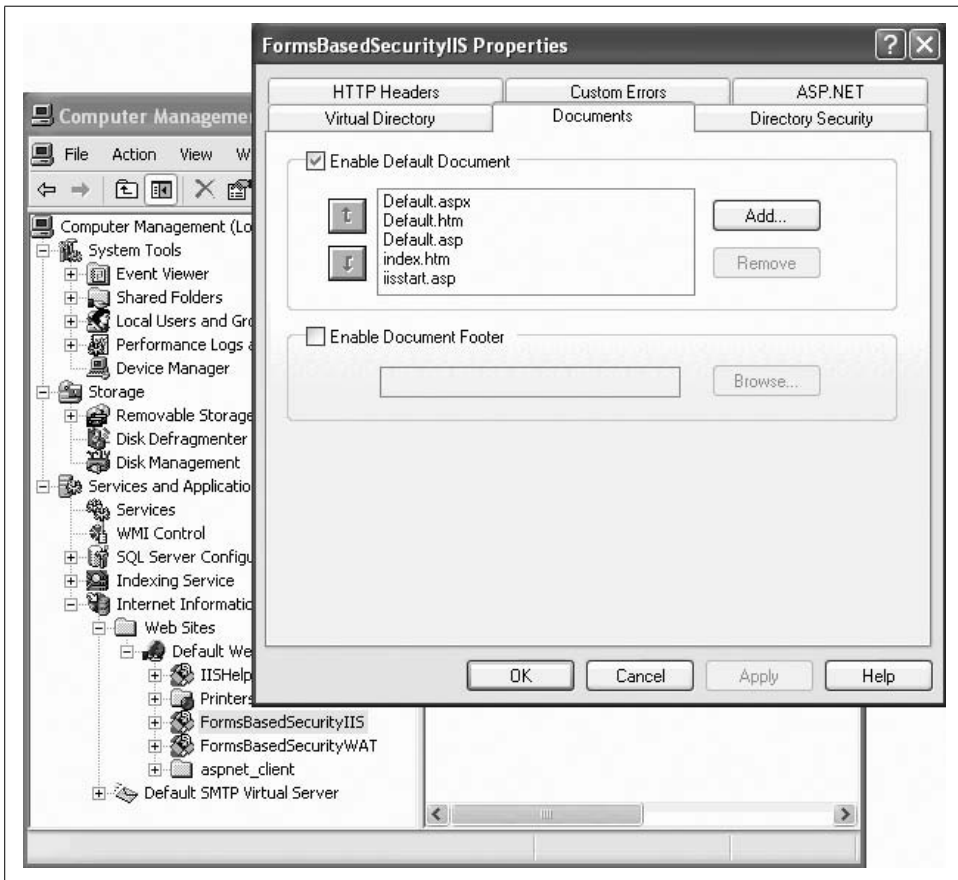 FormsBasedSecurityIIS Properties
HTTP Headers
Custom Errors
ASP.NET
Virtual Directory
Documents
Directory Security
Enable Default Document
Default.aspx
Default.htm
Default.asp
index.htm
iisstart.asp
Add...
Remove
Enable Document Footer
Browse...
OK
Cancel
Apply
Help
Computer Manageme
File Action View W
Computer Management (Lo
System Tools
Event Viewer
Shared Folders
Local Users and Gro
Performance Logs a
Device Manager
Storage
Removable Storage
Disk Defragmenter
Disk Management
Services and Applicatio
Services
WMI Control
SQL Server Configu
Indexing Service
Internet Informatio
Web Sites
Default We
IISHelp
Printers
FormsBasedSecurityIIS
FormsBasedSecurityWAT
aspnet_client
Default SMTP Virtual Server